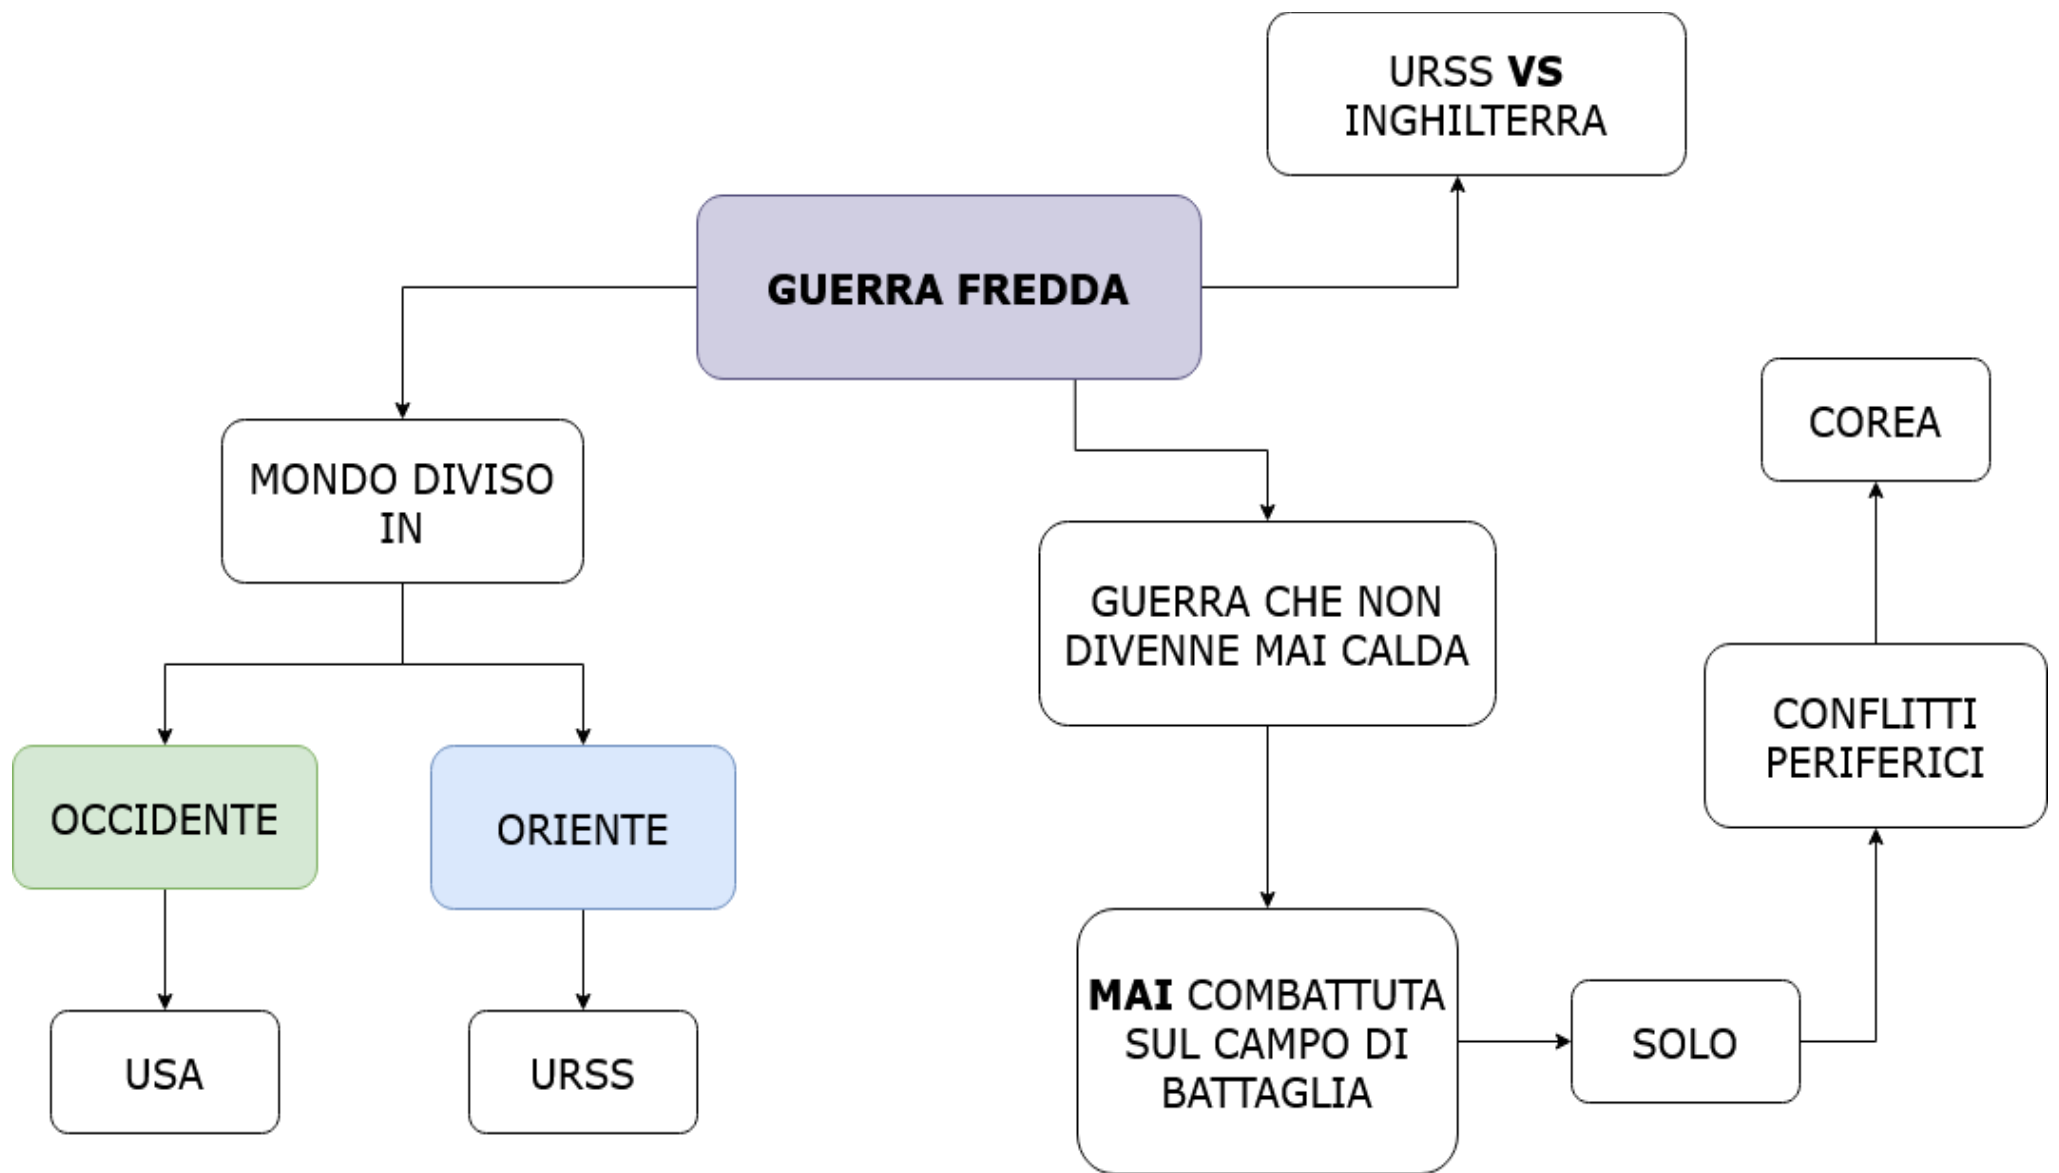 URSS VS
INGHILTERRA
GUERRA FREDDA
MONDO DIVISO
IN
OCCIDENTE
ORIENTE
USA
URSS
GUERRA CHE NON
DIVENNE MAI CALDA
MAI COMBATTUTA
SUL CAMPO DI
BATTAGLIA
SOLO
CONFLITTI
PERIFERICI
COREA